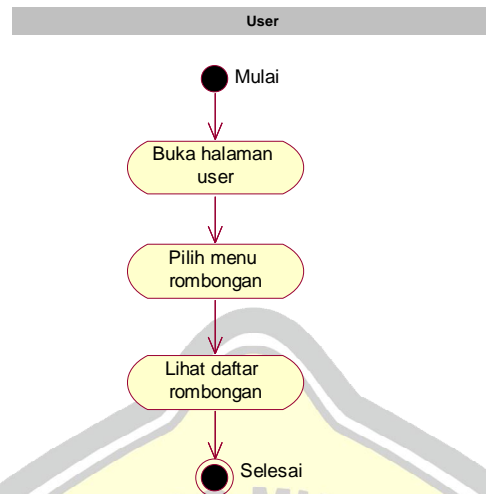 User
Mulai
Buka halaman
user
Pilih menu
rombongan
Lihat daftar
rombongan
Selesai